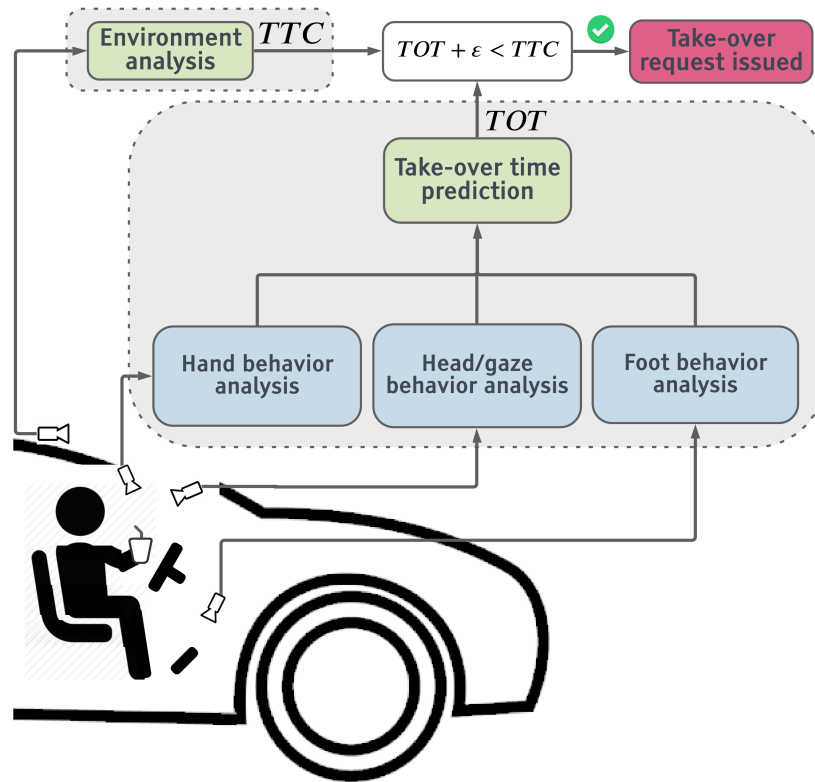 Environment
analysis
TTC
TOT + ε < TTC
Take-over
request issued
TOT
Take-over time
prediction
Hand behavior
analysis
Head/gaze
behavior analysis
Foot behavior
analysis